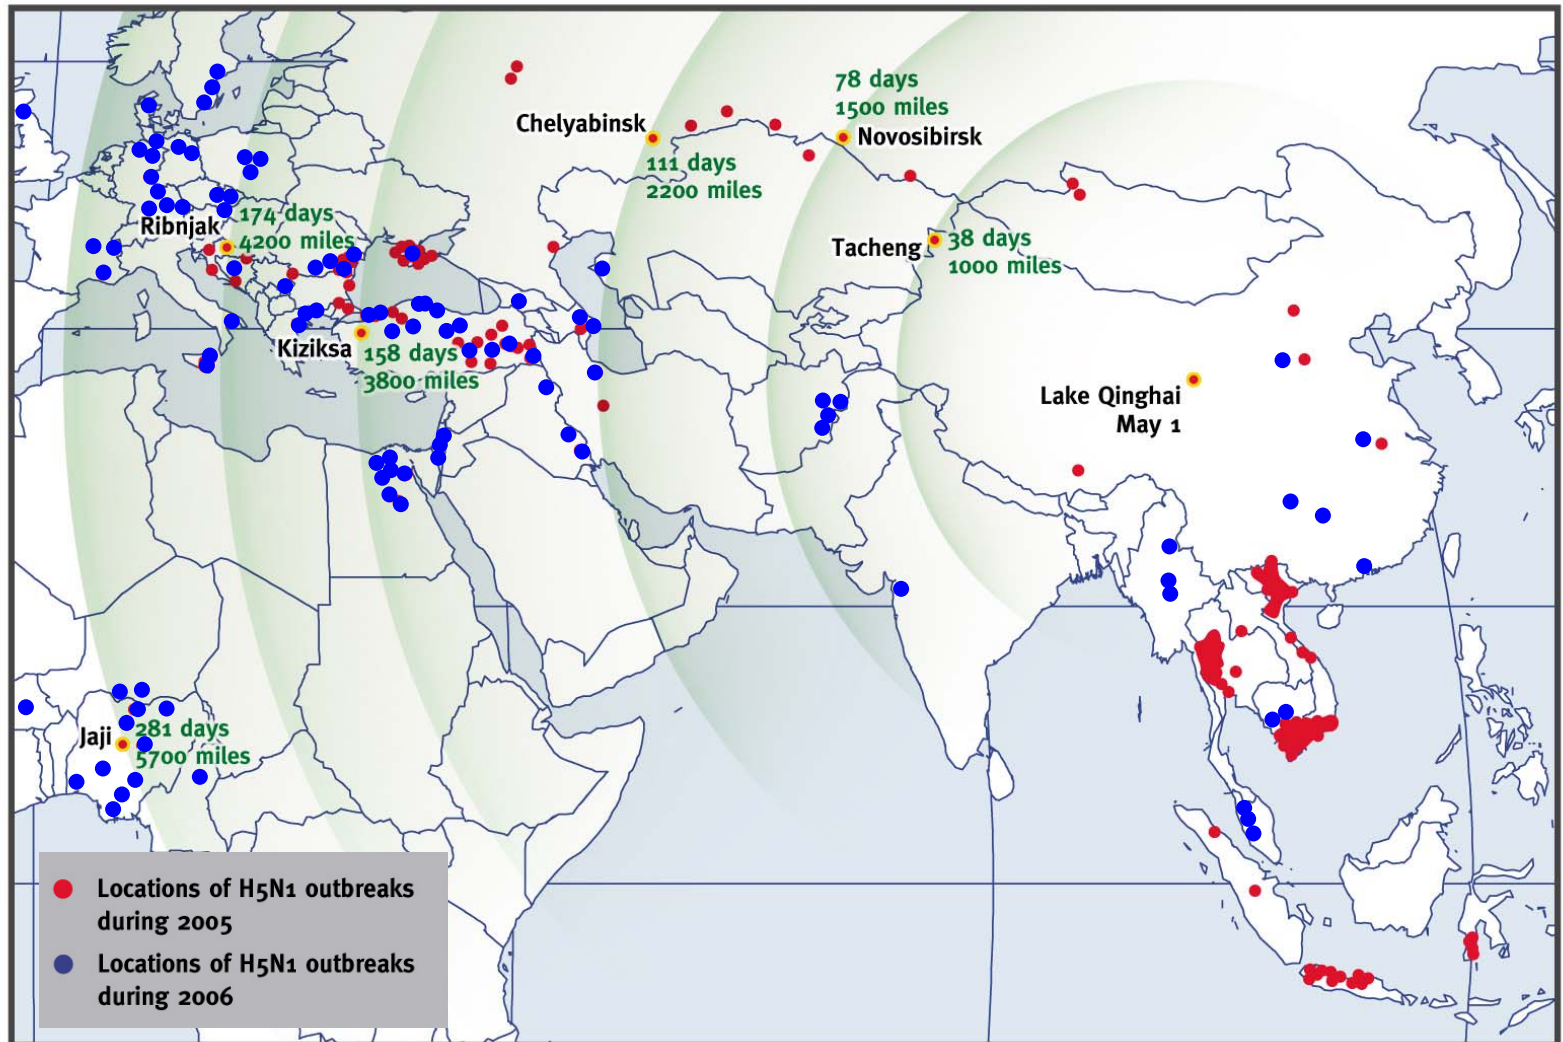 78 days
1500 miles
Chelyabinsk
Novosibirsk
111 days
2200 miles
Ribnjak
174 days
4200 miles
Tacheng
38 days
1000 miles
Kiziksa
158 days
3800 miles
Lake Qinghai
May 1
Jaji
281 days
5700 miles
Locations of H5N1 outbreaks
during 2005
Locations of H5N1 outbreaks
during 2006